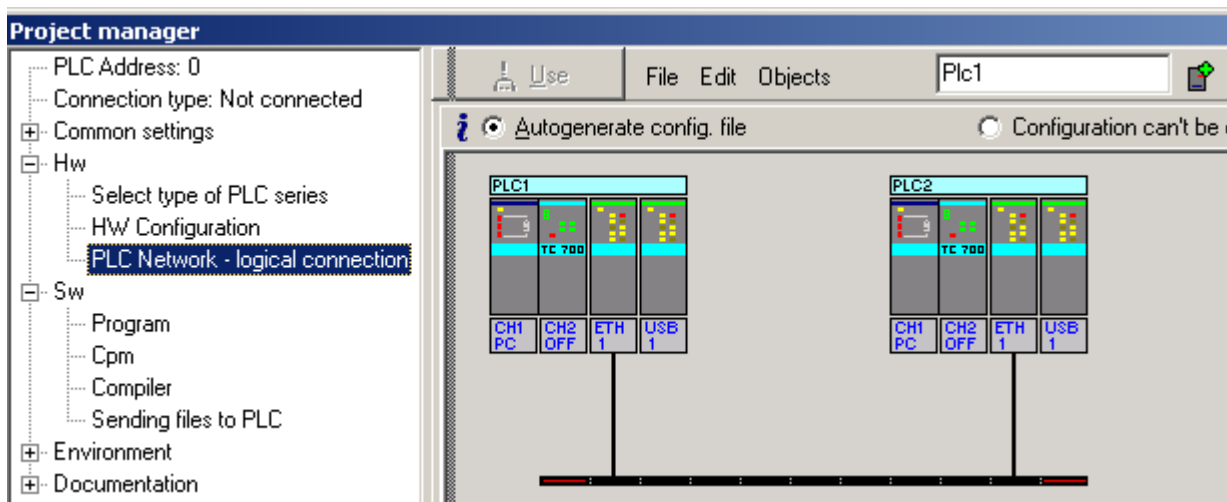 Project manager
PLC Address: 0
Connection type: Not connected
Common settings
Hw
Select type of PLC series
HW Configuration
PLC Network - logical connection
Sw
Program
Cpm
Compiler
Sending files to PLC
Environment
Documentation
Use File Edit Objects Plc1
Autogenerate config. file Configuration can't be
PLC1 PLC2
TC 700 TC 700
CH1 CH2 ETH USB CH1 CH2 ETH USB
PC OFF 1 1 PC OFF 1 1